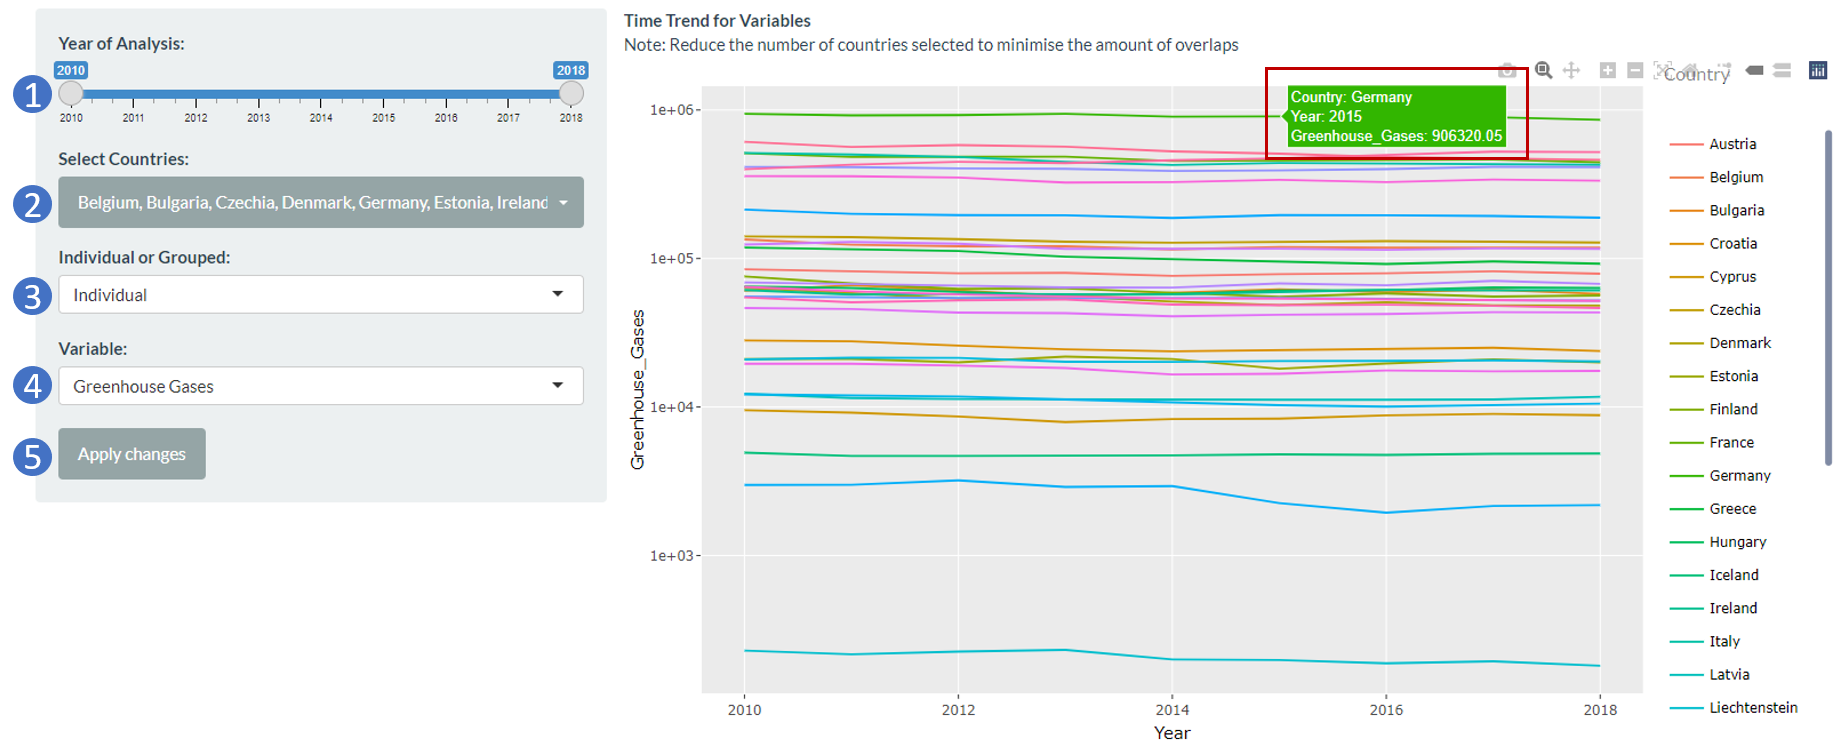 Year of Analysis:
2010 2018
1
2010 2011 2012 2013 2014 2015 2016 2017 2018
Select Countries:
2
Belgium, Bulgaria, Czechia, Denmark, Germany, Estonia, Ireland
Individual or Grouped:
3
Individual
Variable:
4
Greenhouse Gases
5
Apply changes
Time Trend for Variables
Note: Reduce the number of countries selected to minimise the amount of overlaps
Country: Germany
Year: 2015
Greenhouse_Gases: 906320.05
1e+06
1e+05
1e+04
1e+03
Greenhouse_Gases
2010 2012 2014 2016 2018
Year
Country
Austria
Belgium
Bulgaria
Croatia
Cyprus
Czechia
Denmark
Estonia
Finland
France
Germany
Greece
Hungary
Iceland
Ireland
Italy
Latvia
Liechtenstein